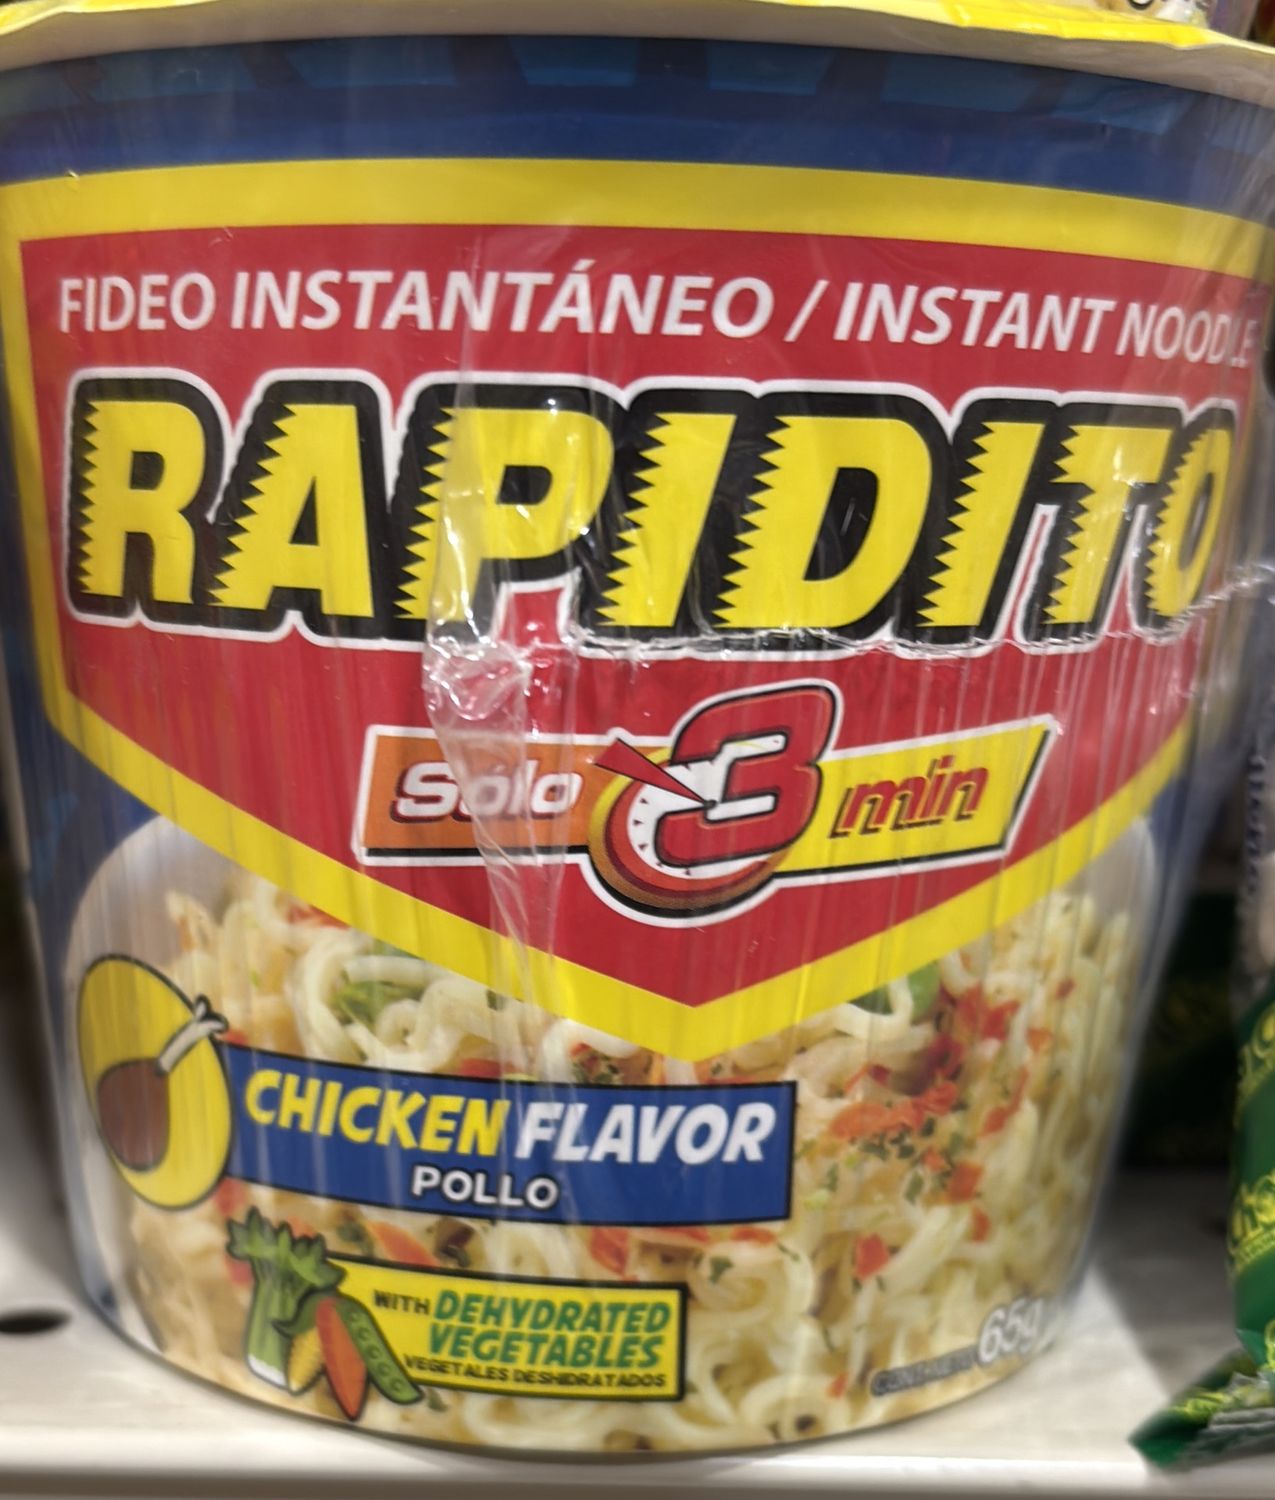 FIDEO INSTANTÁNEO / INSTANT NOODLE
RAPIDITO
Sólo 3 min
CHICKEN FLAVOR
POLLO
WITH DEHYDRATED
VEGETABLES
VEGETALES DESHIDRATADOS
65g